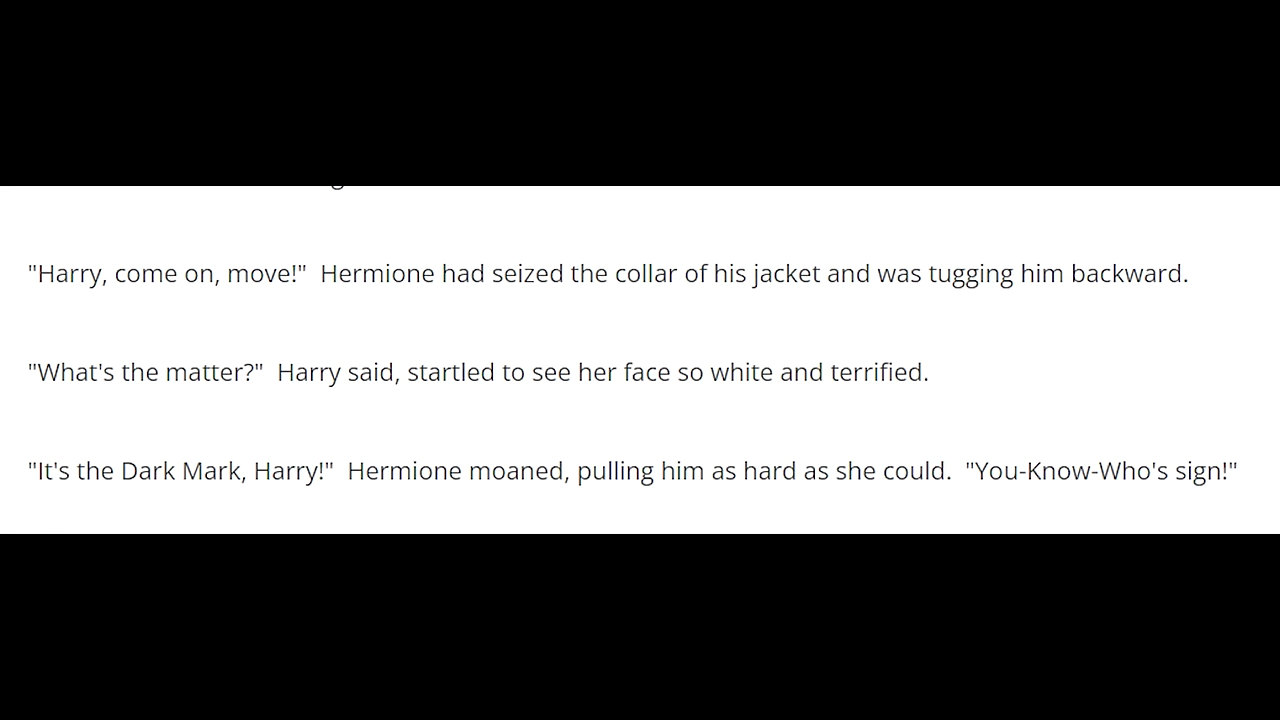 "Harry, come on, move!"  Hermione had seized the collar of his jacket and was tugging him backward.
"What's the matter?"  Harry said, startled to see her face so white and terrified.
"It's the Dark Mark, Harry!"  Hermione moaned, pulling him as hard as she could.  "You-Know-Who's sign!"